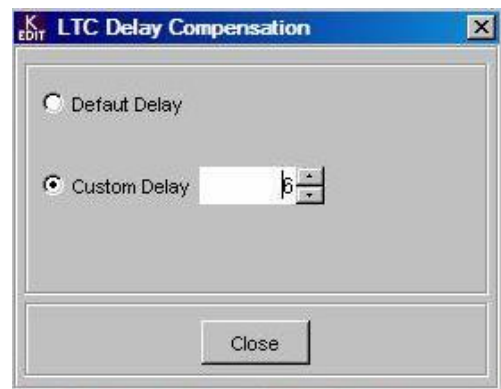 K
EDIT LTC Delay Compensation
Defaut Delay
Custom Delay 6
Close